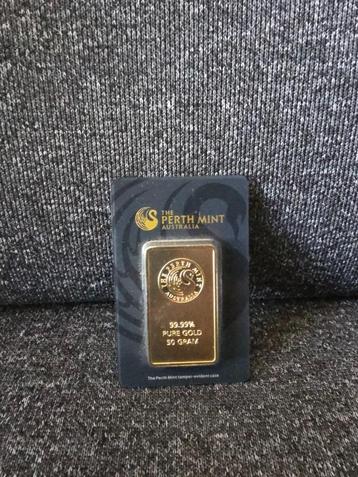 THE
PERTH MINT
AUSTRALIA
THE PERTH MINT
AUSTRALIA
99.99%
PURE GOLD
50 GRAM
The Perth Mint tamper-evident case